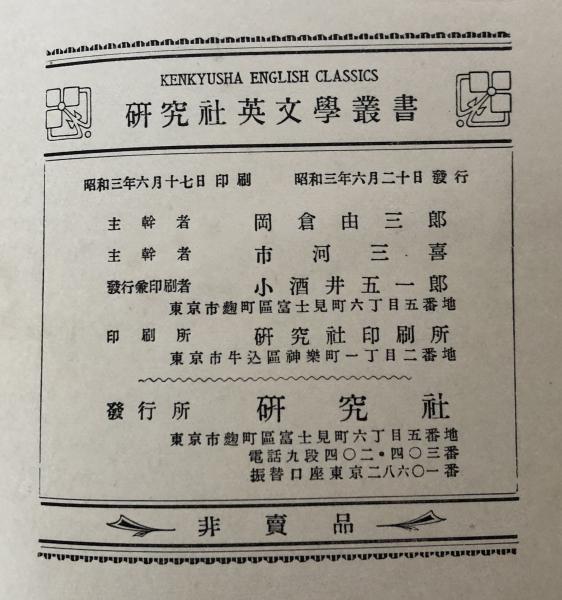 KENKYUSHA ENGLISH CLASSICS
硏究社英文學叢書
昭和三年六月十七日 印刷 昭和三年六月二十日 發行
主幹者 岡倉由三郎
主幹者 市河三喜
發行兼印刷者 小酒井五一郎
東京市麴町區富士見町六丁目五番地
印刷所 硏究社印刷所
東京市牛込區神樂町一丁目二番地
發行所 硏究社
東京市麴町區富士見町六丁目五番地
電話九段四〇二・四〇三番
振替口座東京二八六〇一番
非賣品